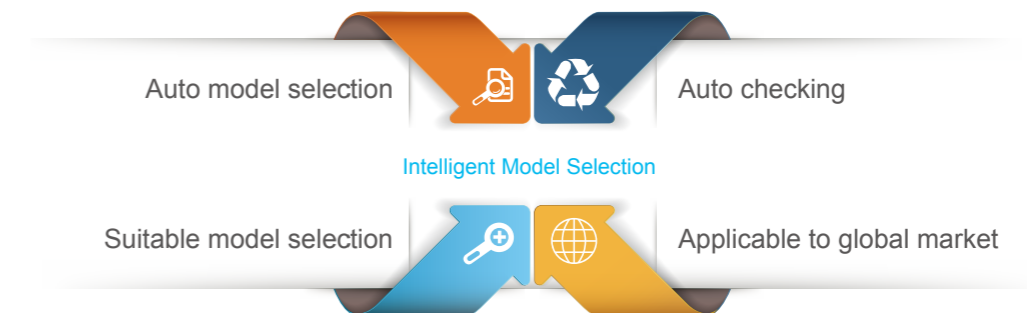 Auto model selection
Auto checking
Intelligent Model Selection
Suitable model selection
Applicable to global market